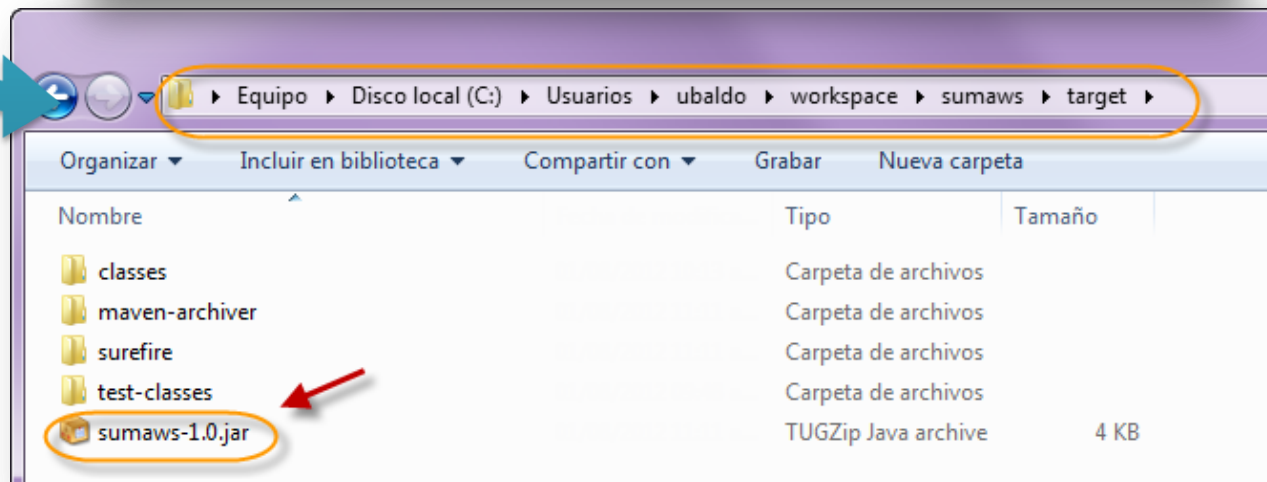 Equipo Disco local (C:) Usuarios ubaldo workspace sumaws target
Organizar Incluir en biblioteca Compartir con Grabar Nueva carpeta
Nombre Tipo Tamaño
classes Carpeta de archivos
maven-archiver Carpeta de archivos
surefire Carpeta de archivos
test-classes Carpeta de archivos
sumaws-1.0.jar TUGZip Java archive 4 KB